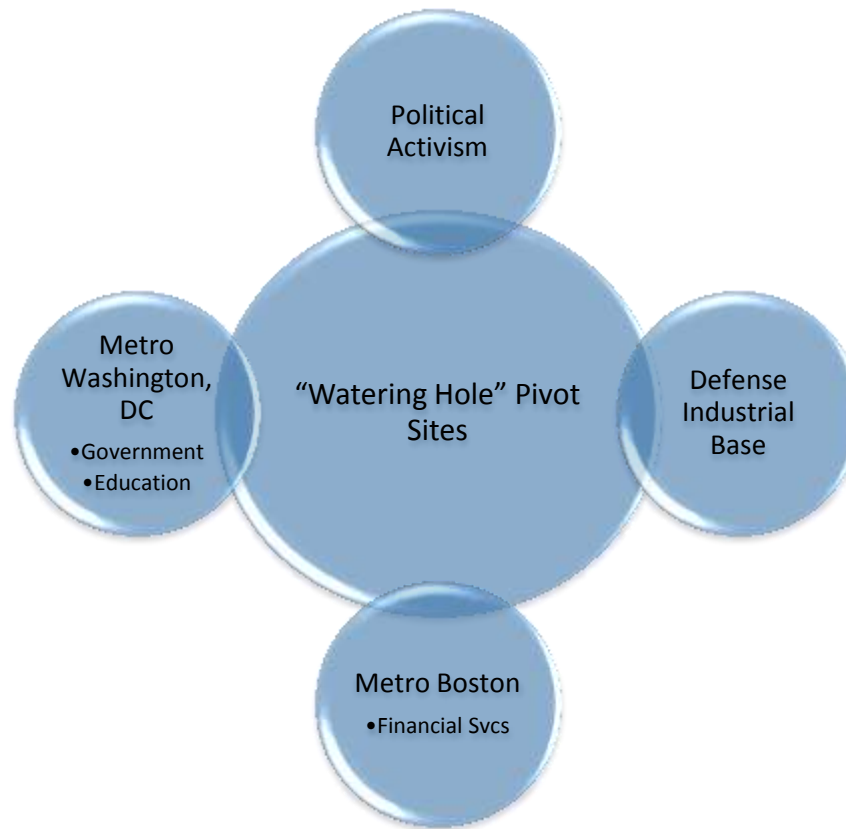 Political
Activism
Metro
Washington,
DC
•Government
•Education
“Watering Hole” Pivot
Sites
Defense
Industrial
Base
Metro Boston
•Financial Svcs